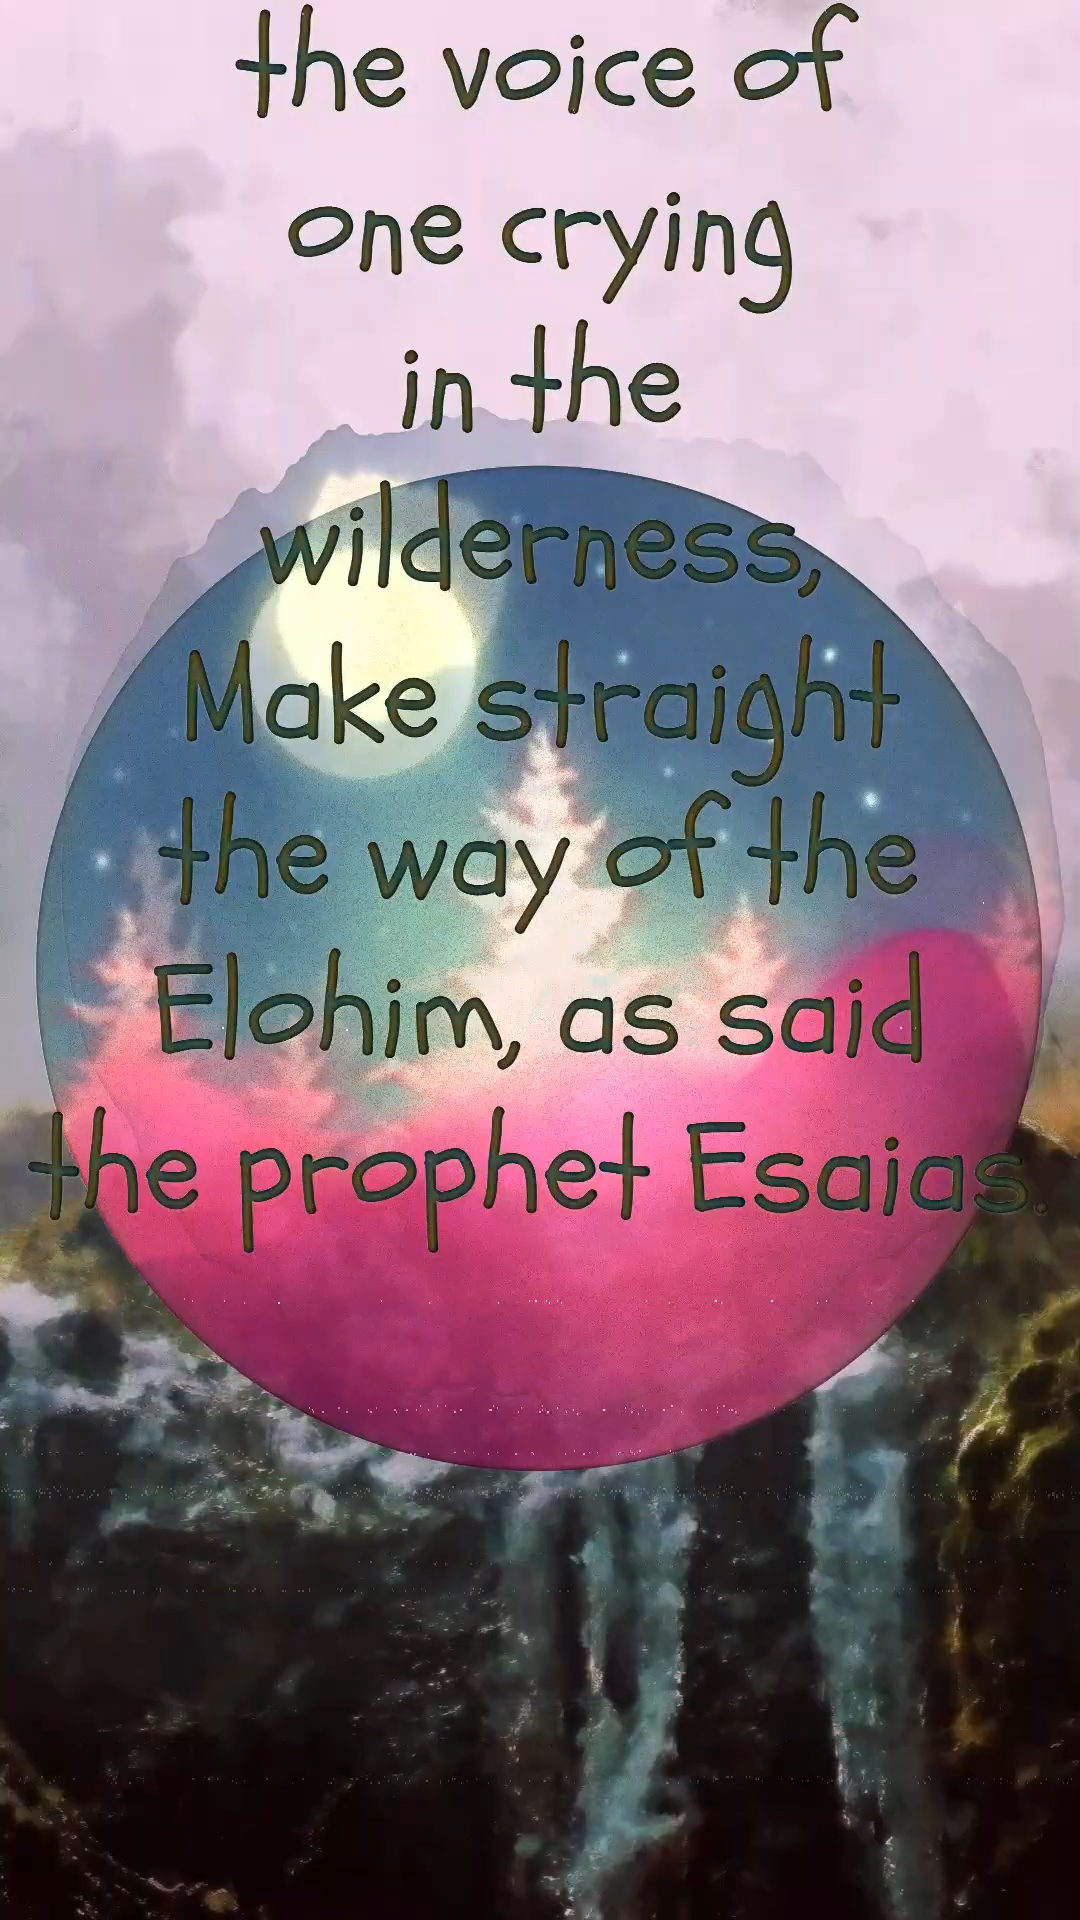 the voice of
one crying
in the
wilderness,
Make straight
the way of the
Elohim, as said
the prophet Esaias.